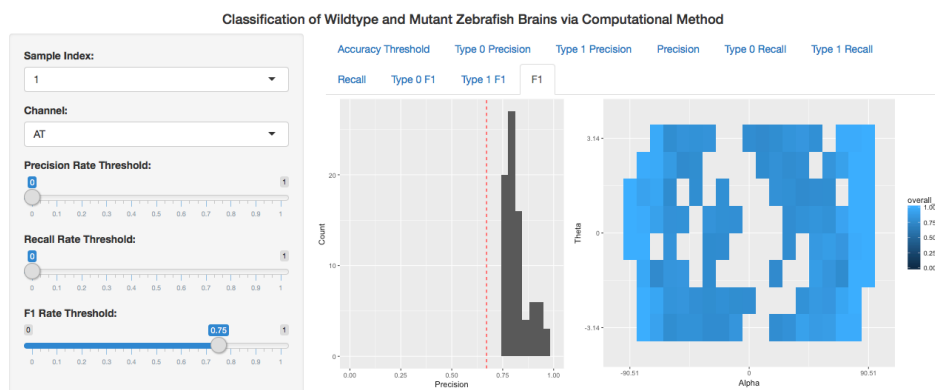 Classification of Wildtype and Mutant Zebrafish Brains via Computational Method
Sample Index:
1
Channel:
AT
Precision Rate Threshold:
0 1
0 0.1 0.2 0.3 0.4 0.5 0.6 0.7 0.8 0.9 1
Recall Rate Threshold:
0 1
0 0.1 0.2 0.3 0.4 0.5 0.6 0.7 0.8 0.9 1
F1 Rate Threshold:
0 0.75 1
0 0.1 0.2 0.3 0.4 0.5 0.6 0.7 0.8 0.9 1
Accuracy Threshold Type 0 Precision Type 1 Precision Precision Type 0 Recall Type 1 Recall
Recall Type 0 F1 Type 1 F1 F1
Count
20
10
0
0.00 0.25 0.50 0.75 1.00
Precision
Theta
3.14
0
-3.14
-90.51 0 90.51
Alpha
overall
1.00
0.75
0.50
0.25
0.00